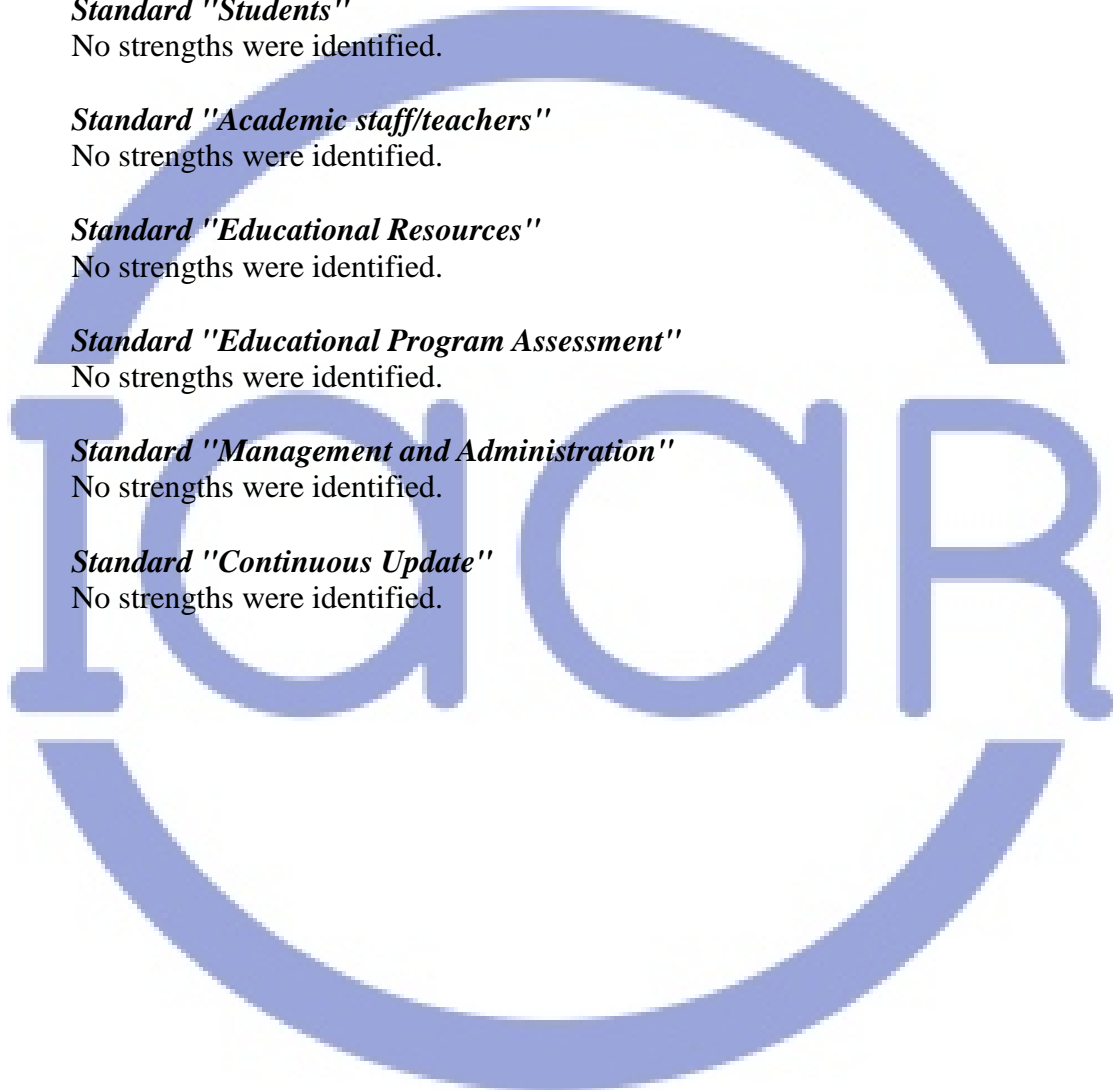 Standard "Students"
No strengths were identified.
Standard "Academic staff/teachers"
No strengths were identified.
Standard "Educational Resources"
No strengths were identified.
Standard "Educational Program Assessment"
No strengths were identified.
Standard "Management and Administration"
No strengths were identified.
Standard "Continuous Update"
No strengths were identified.
IaaR